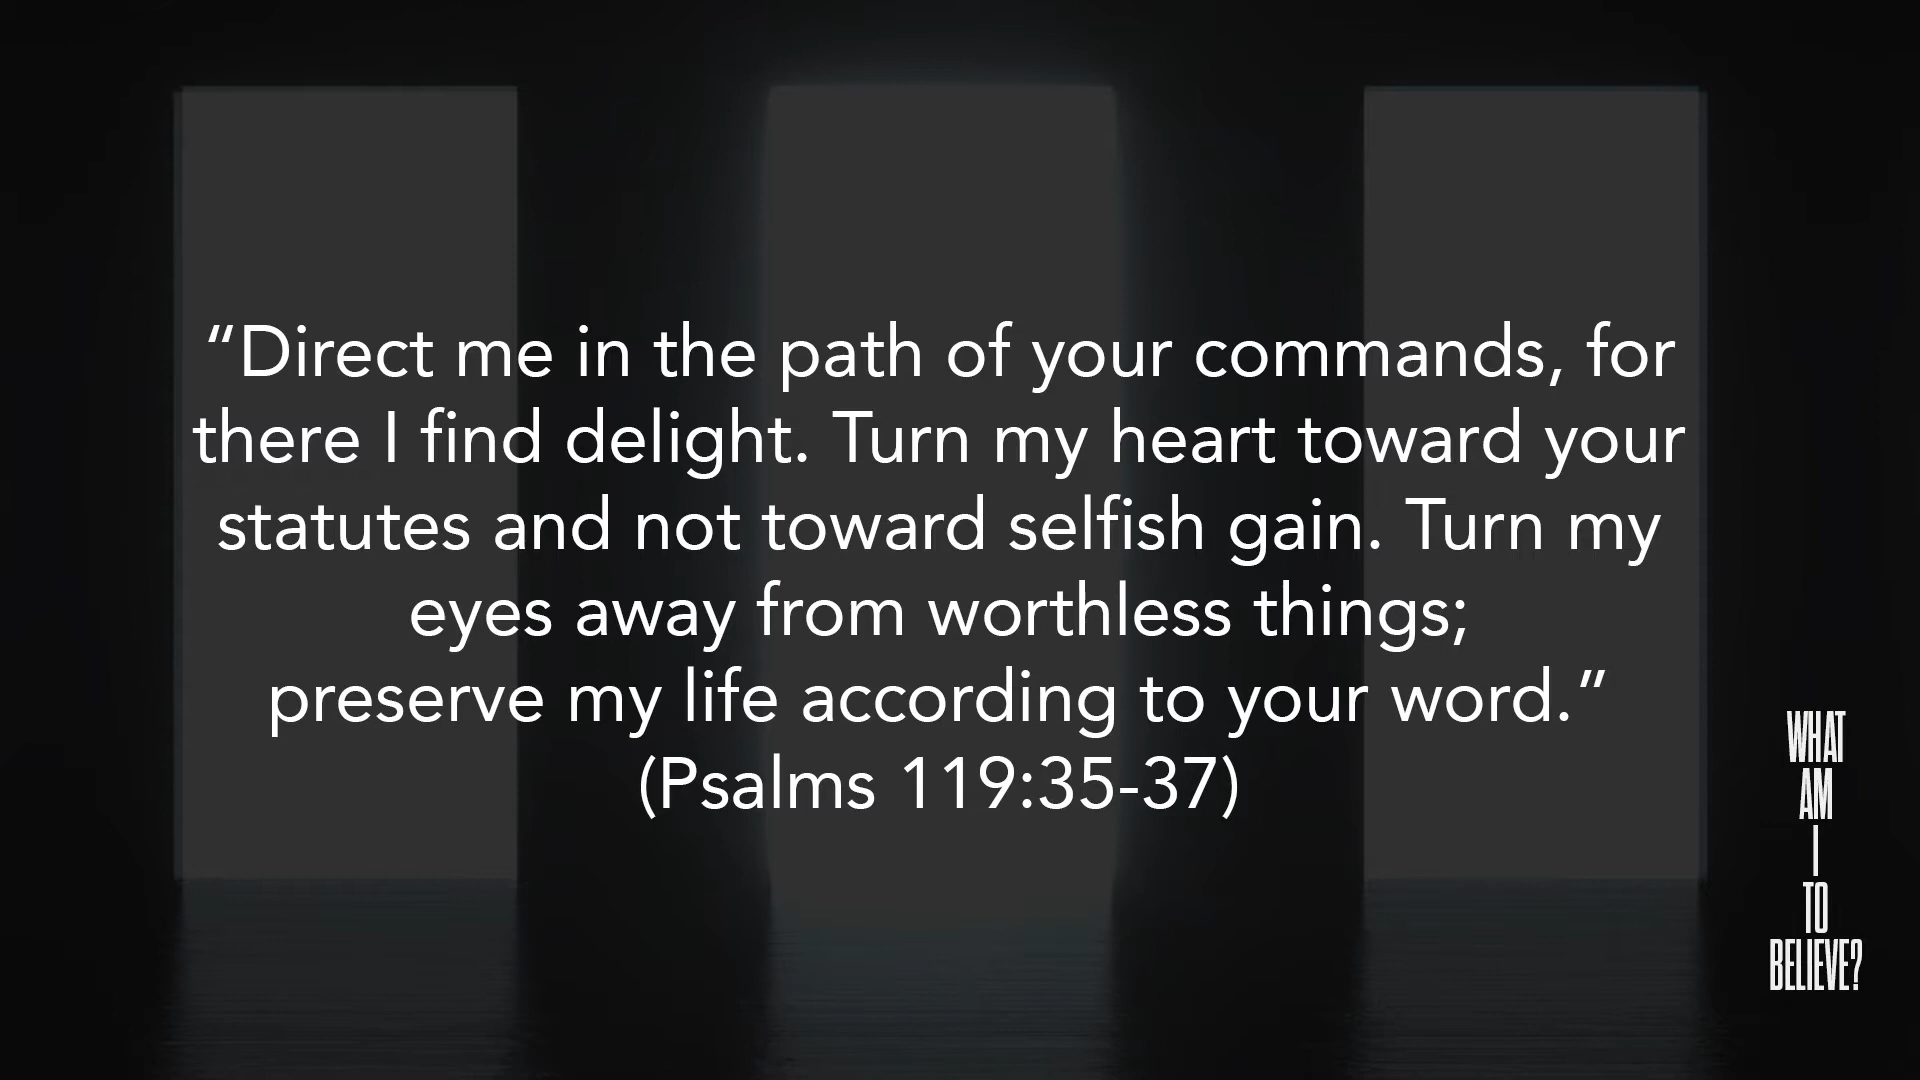 “Direct me in the path of your commands, for
there I find delight. Turn my heart toward your
statutes and not toward selfish gain. Turn my
eyes away from worthless things;
preserve my life according to your word.”
(Psalms 119:35-37)
WHAT
AM
I
TO
BELIEVE?